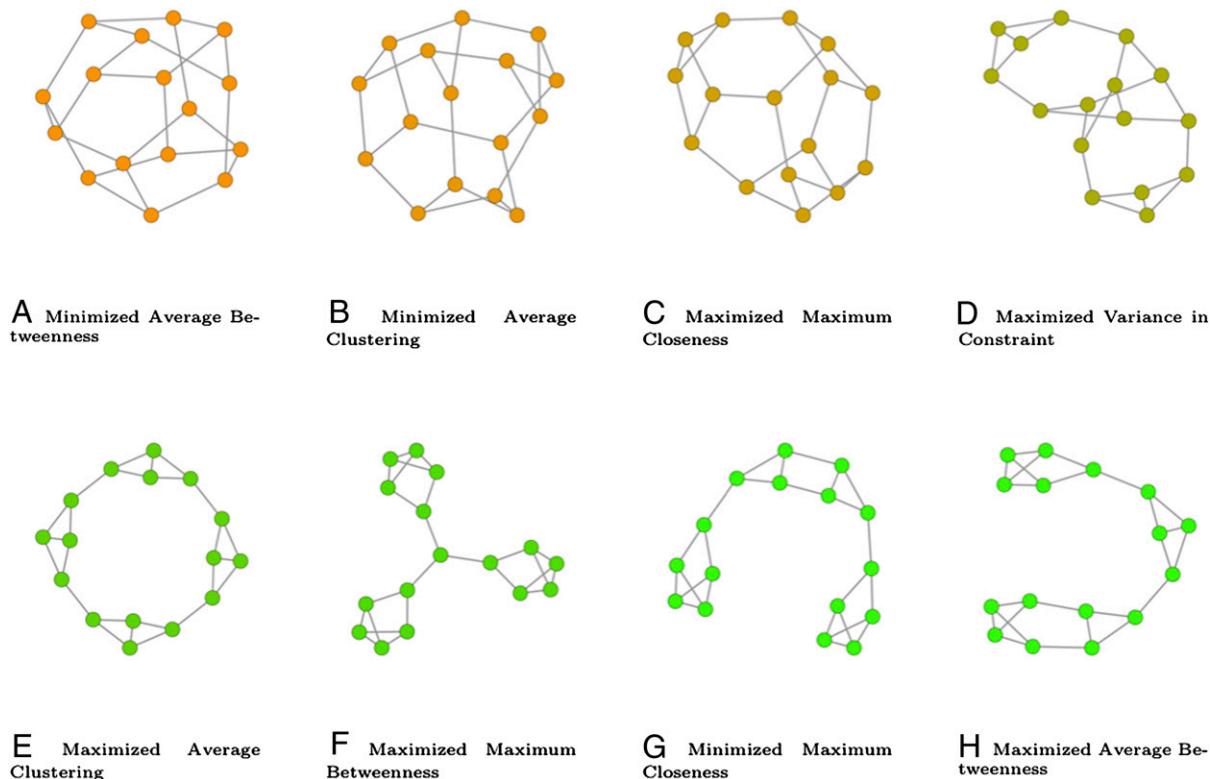 A Minimized Average Be-
tweenness
B Minimized Average
Clustering
C Maximized Maximum
Closeness
D Maximized Variance in
Constraint
E Maximized Average
Clustering
F Maximized Maximum
Betweenness
G Minimized Maximum
Closeness
H Maximized Average Be-
tweenness